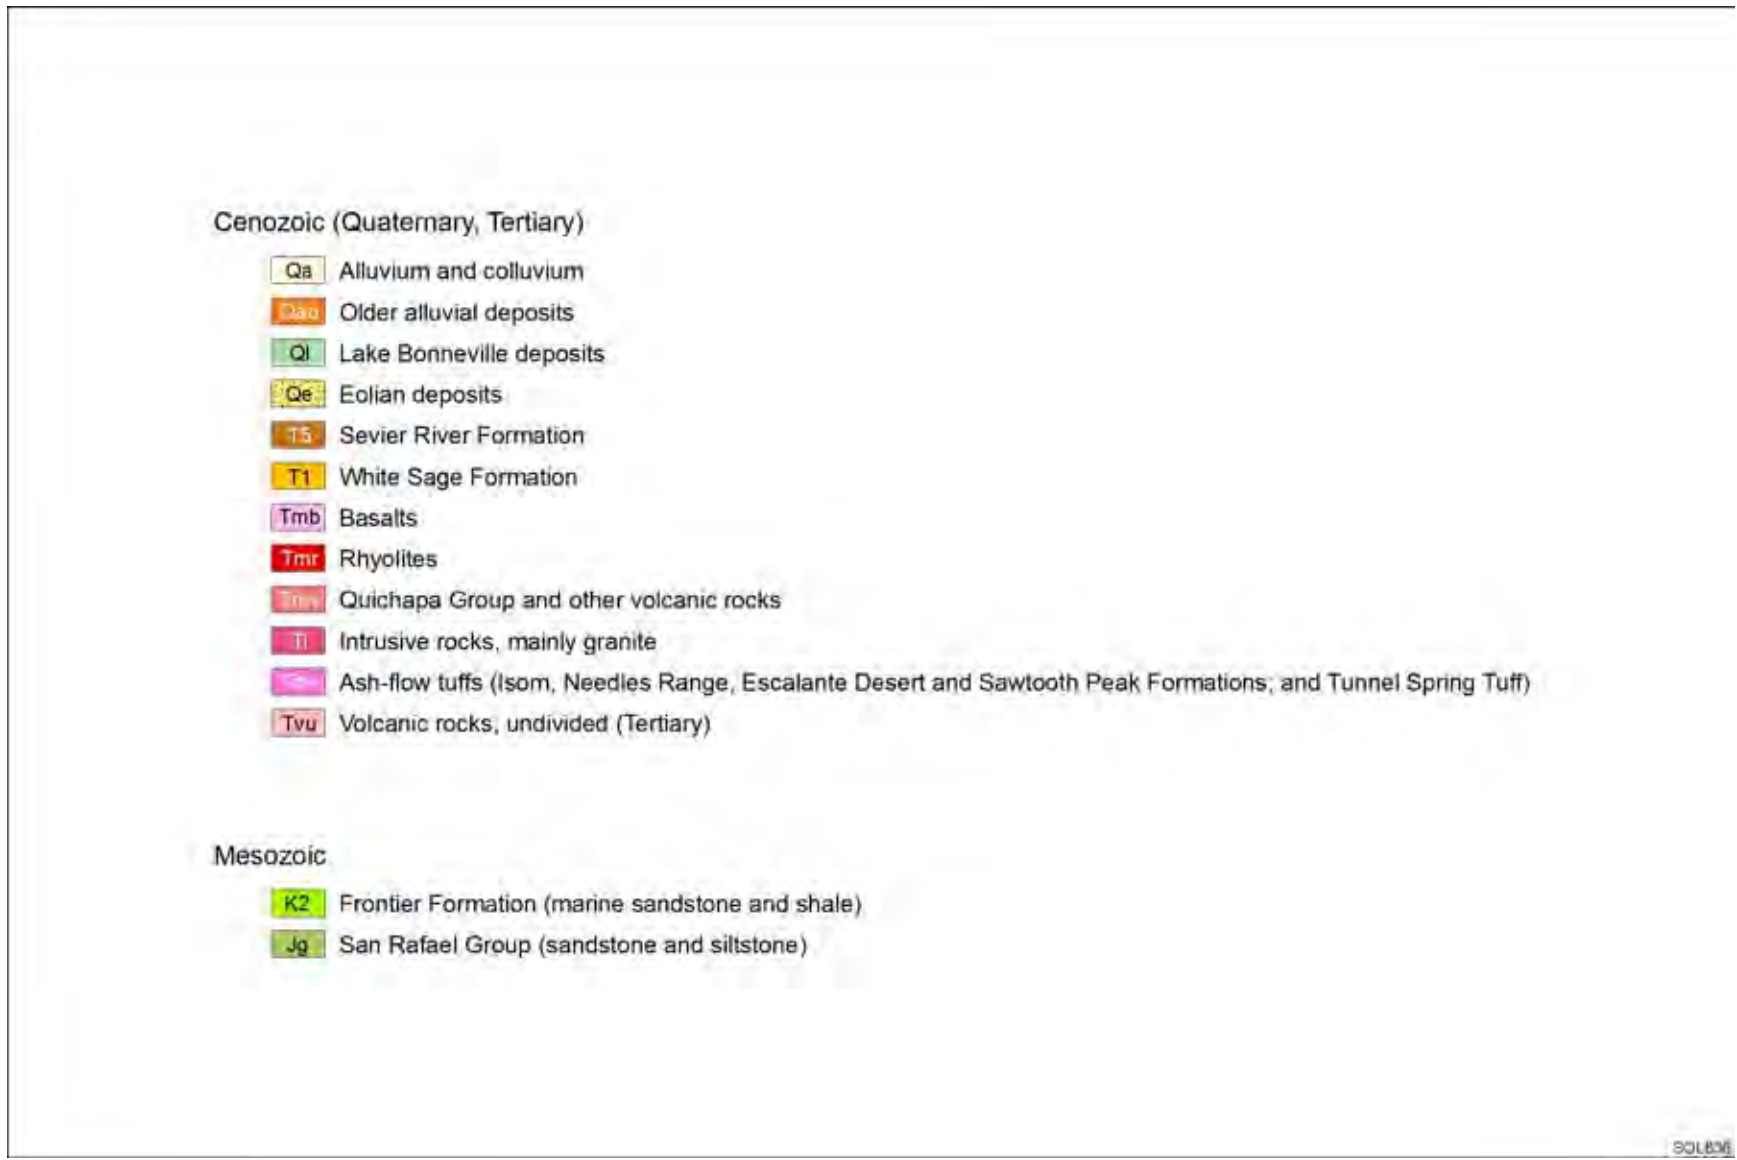 Cenozoic (Quaternary, Tertiary)
Qa Alluvium and colluvium
Qao Older alluvial deposits
Ql Lake Bonneville deposits
Qe Eolian deposits
T5 Sevier River Formation
T1 White Sage Formation
Tmb Basalts
Tmr Rhyolites
Quichapa Group and other volcanic rocks
Ti Intrusive rocks, mainly granite
Ash-flow tuffs (Isom, Needles Range, Escalante Desert and Sawtooth Peak Formations; and Tunnel Spring Tuff)
Tvu Volcanic rocks, undivided (Tertiary)
Mesozoic
K2 Frontier Formation (marine sandstone and shale)
Jg San Rafael Group (sandstone and siltstone)